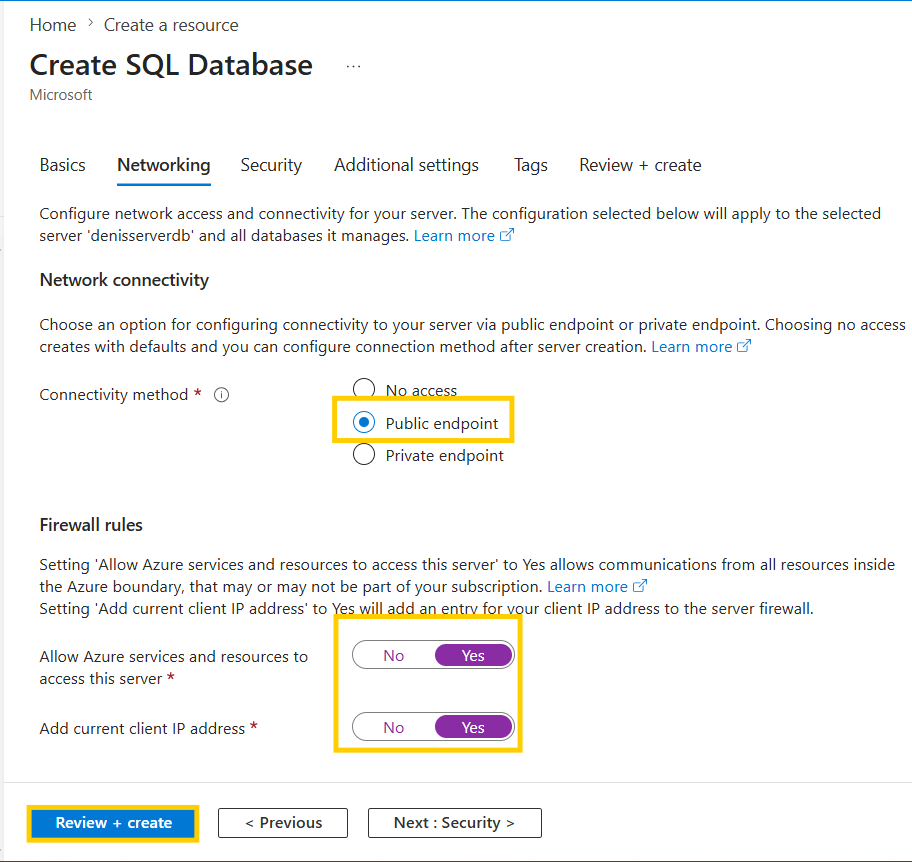 Home > Create a resource
Create SQL Database ...
Microsoft
Basics Networking Security Additional settings Tags Review + create
Configure network access and connectivity for your server. The configuration selected below will apply to the selected
server 'denisserverdb' and all databases it manages. Learn more
Network connectivity
Choose an option for configuring connectivity to your server via public endpoint or private endpoint. Choosing no access
creates with defaults and you can configure connection method after server creation. Learn more
Connectivity method *
No access
Public endpoint
Private endpoint
Firewall rules
Setting 'Allow Azure services and resources to access this server' to Yes allows communications from all resources inside
the Azure boundary, that may or may not be part of your subscription. Learn more
Setting 'Add current client IP address' to Yes will add an entry for your client IP address to the server firewall.
Allow Azure services and resources to
access this server *
No Yes
Add current client IP address *
No Yes
Review + create < Previous Next : Security >